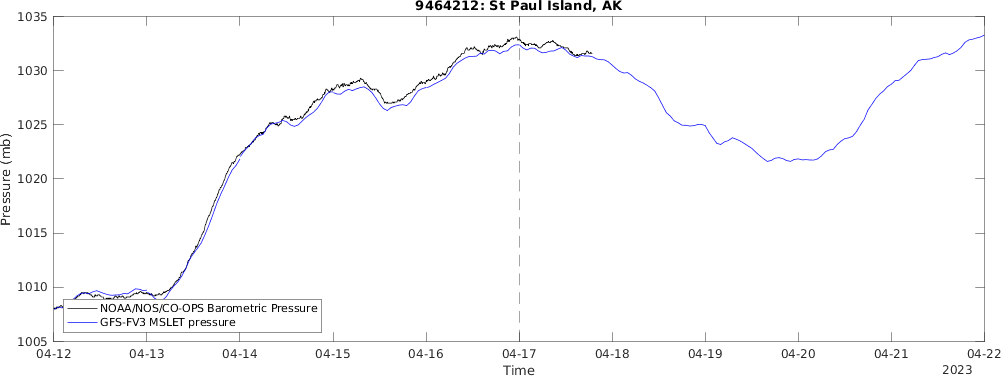 9464212: St Paul Island, AK
Pressure (mb)
1035
1030
1025
1020
1015
1010
1005
NOAA/NOS/CO-OPS Barometric Pressure
GFS-FV3 MSLET pressure
04-12 04-13 04-14 04-15 04-16 04-17 04-18 04-19 04-20 04-21 04-22
Time
2023